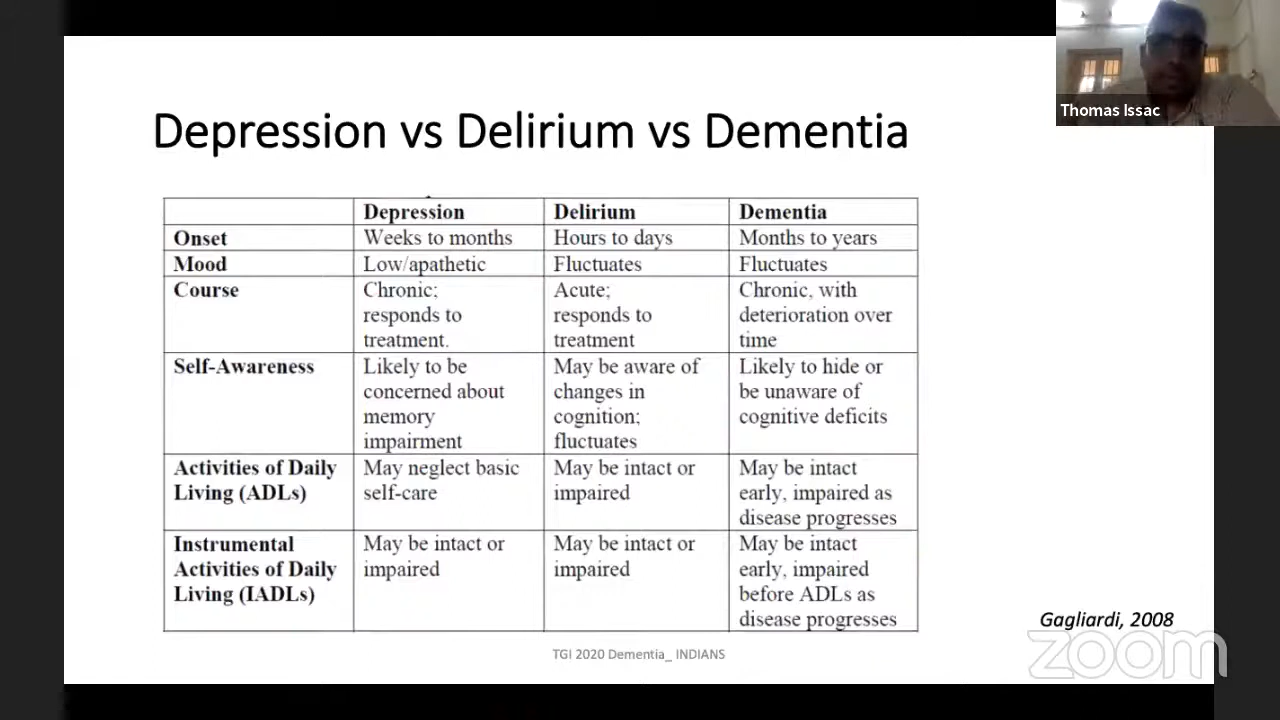 Thomas Issac
Depression vs Delirium vs Dementia
Depression Delirium Dementia
Onset Weeks to months Hours to days Months to years
Mood Low/apathetic Fluctuates Fluctuates
Course Chronic; Acute; Chronic, with
responds to responds to deterioration over
treatment. treatment time
Self-Awareness Likely to be May be aware of Likely to hide or
concerned about changes in be unaware of
memory cognition; cognitive deficits
impairment fluctuates
Activities of Daily May neglect basic May be intact or May be intact
Living (ADLs) self-care impaired early, impaired as
disease progresses
Instrumental May be intact or May be intact or May be intact
Activities of Daily impaired impaired early, impaired
Living (IADLs) before ADLs as
disease progresses
Gagliardi, 2008
TGI 2020 Dementia_ INDIANS
zoom